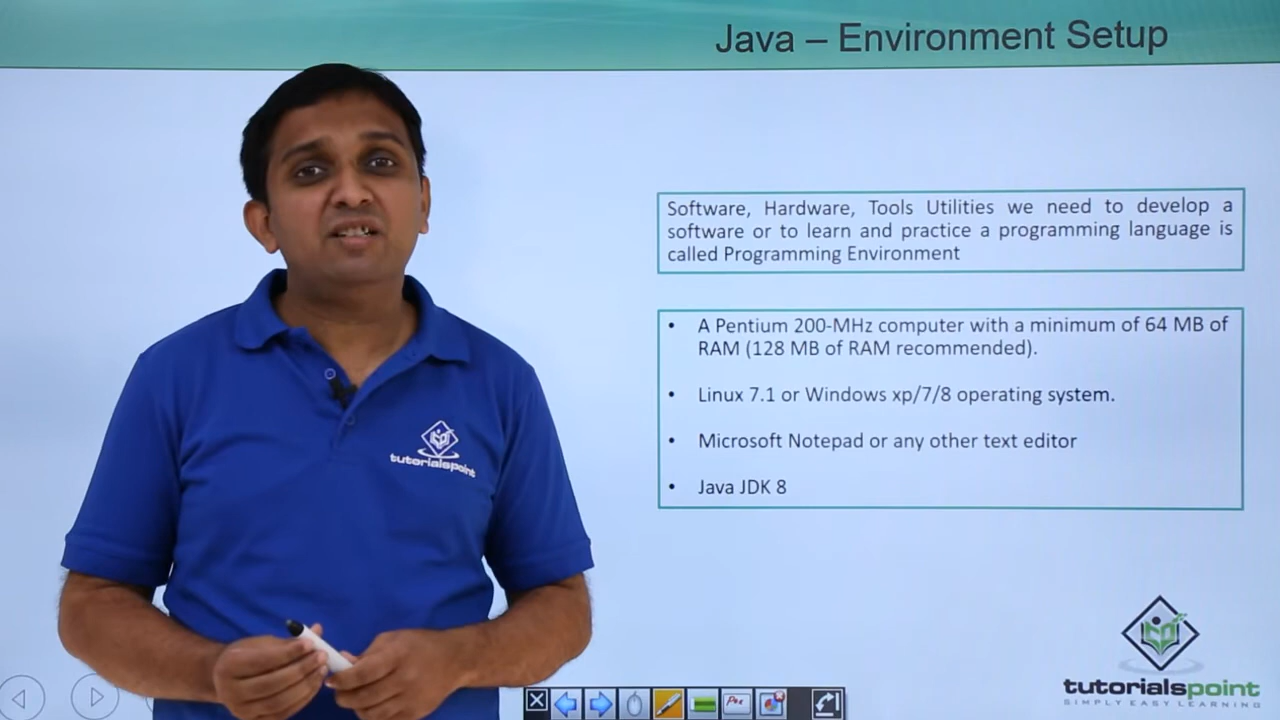 Java – Environment Setup
Software, Hardware, Tools Utilities we need to develop a
software or to learn and practice a programming language is
called Programming Environment
• A Pentium 200-MHz computer with a minimum of 64 MB of
RAM (128 MB of RAM recommended).
• Linux 7.1 or Windows xp/7/8 operating system.
• Microsoft Notepad or any other text editor
• Java JDK 8
tutorialspoint
tutorialspoint
SIMPLY EASY LEARNING